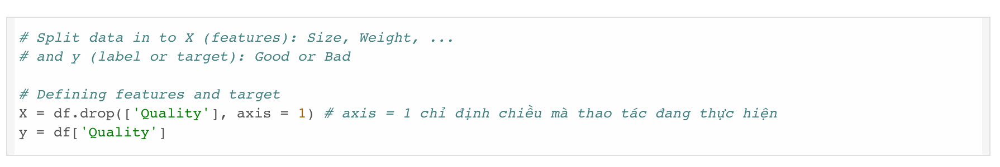 # Split data in to X (features): Size, Weight, ...
# and y (label or target): Good or Bad
# Defining features and target
X = df.drop(['Quality'], axis = 1) # axis = 1 chỉ định chiều mà thao tác đang thực hiện
y = df['Quality']